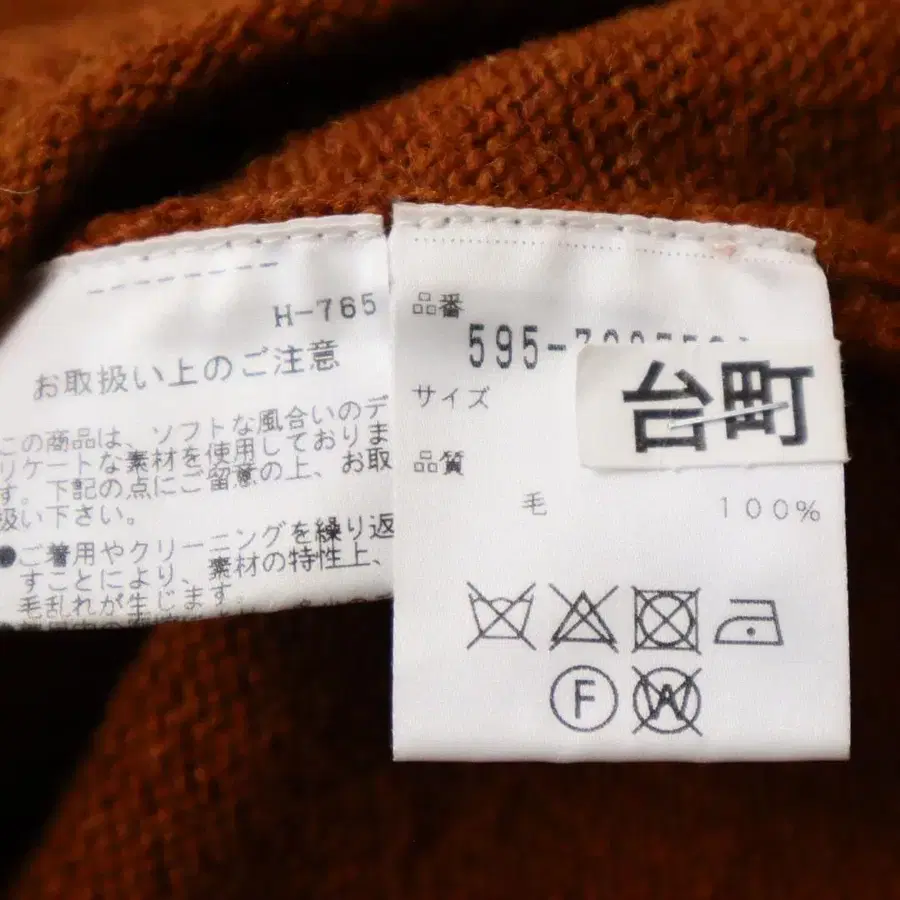 H-765
お取扱い上のご注意
この商品は、ソフトな風合いのデ
リケートな素材を使用しておりま
す。下記の点にご留意の上、お取
扱い下さい。
●ご着用やクリーニングを繰り返
すことにより、素材の特性上、
毛乱れが生じます。
品番
595-
サイズ
台町
品質
毛 100%
F
W